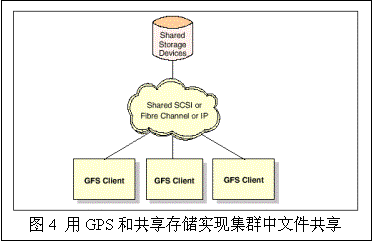 Shared
Storage
Devices
Shared SCSI or
Fibre Channel or IP
GFS Client
GFS Client
GFS Client
图 4 用 GPS 和共享存储实现集群中文件共享